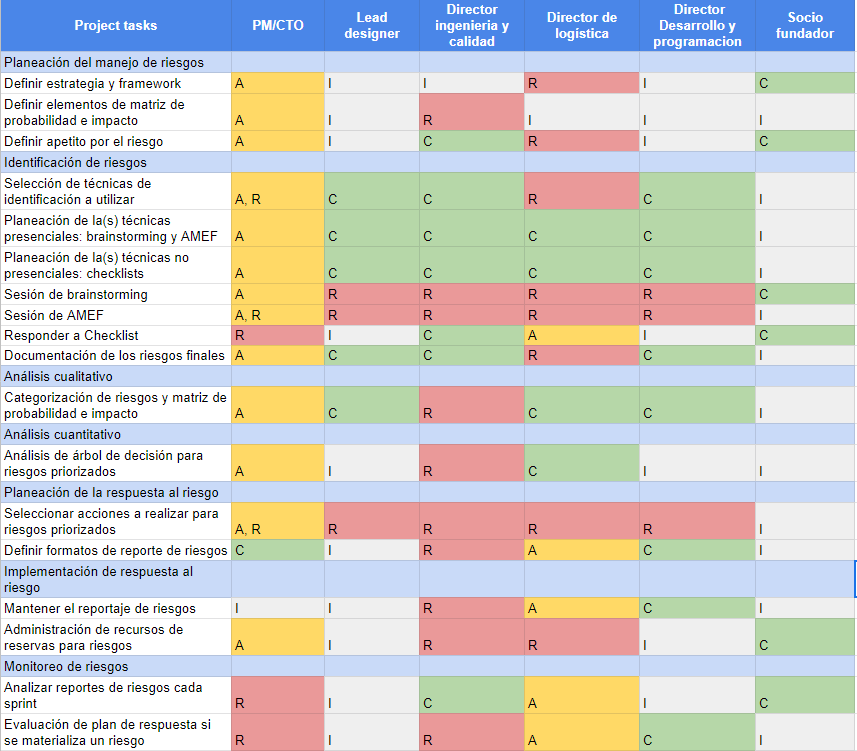 Project tasks PM/CTO Lead designer Director ingenieria y calidad Director de logística Director Desarrollo y programacion Socio fundador
Planeación del manejo de riesgos
Definir estrategia y framework A I I R I C
Definir elementos de matriz de
probabilidad e impacto A I R I I I
Definir apetito por el riesgo A I C R I C
Identificación de riesgos
Selección de técnicas de
identificación a utilizar A, R C C R C I
Planeación de la(s) técnicas
presenciales: brainstorming y AMEF A C C C C I
Planeación de la(s) técnicas no
presenciales: checklists A C C C C I
Sesión de brainstorming A R R R R C
Sesión de AMEF A, R R R R R I
Responder a Checklist R I C A I C
Documentación de los riesgos finales A C C R C I
Análisis cualitativo
Categorización de riesgos y matriz de
probabilidad e impacto A C R C C I
Análisis cuantitativo
Análisis de árbol de decisión para
riesgos priorizados A I R C I I
Planeación de la respuesta al riesgo
Seleccionar acciones a realizar para
riesgos priorizados A, R R R R R I
Definir formatos de reporte de riesgos C I R A C I
Implementación de respuesta al
riesgo
Mantener el reportaje de riesgos I I R A C I
Administración de recursos de
reservas para riesgos A I R R I C
Monitoreo de riesgos
Analizar reportes de riesgos cada
sprint R I C A I C
Evaluación de plan de respuesta si
se materializa un riesgo R I R A C I